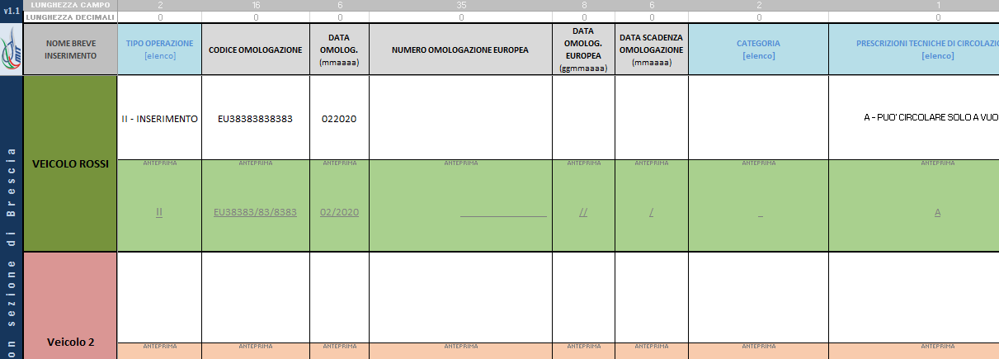 v1.1
LUNGHEZZA CAMPO 2 16 6 35 8 6 2 1
LUNGHEZZA DECIMALI 0 0 0 0 0 0 0 0
NOME BREVE
INSERIMENTO
TIPO OPERAZIONE
[elenco]
CODICE OMOLOGAZIONE
DATA
OMOLOG.
(mmaaaa)
NUMERO OMOLOGAZIONE EUROPEA
DATA
OMOLOG.
EUROPEA
(ggmmaaaa)
DATA SCADENZA
OMOLOGAZIONE
(mmaaaa)
CATEGORIA
[elenco]
PRESCRIZIONI TECNICHE DI CIRCOLAZIO
[elenco]
VEICOLO ROSSI
II - INSERIMENTO EU38383838383 022020 A - PUO' CIRCOLARE SOLO A VUO
ANTEPRIMA ANTEPRIMA ANTEPRIMA ANTEPRIMA ANTEPRIMA ANTEPRIMA ANTEPRIMA ANTEPRIMA
II EU38383/83/8383 02/2020 // / A
Veicolo 2
ANTEPRIMA ANTEPRIMA ANTEPRIMA ANTEPRIMA ANTEPRIMA ANTEPRIMA ANTEPRIMA ANTEPRIMA
on sezione di Brescia